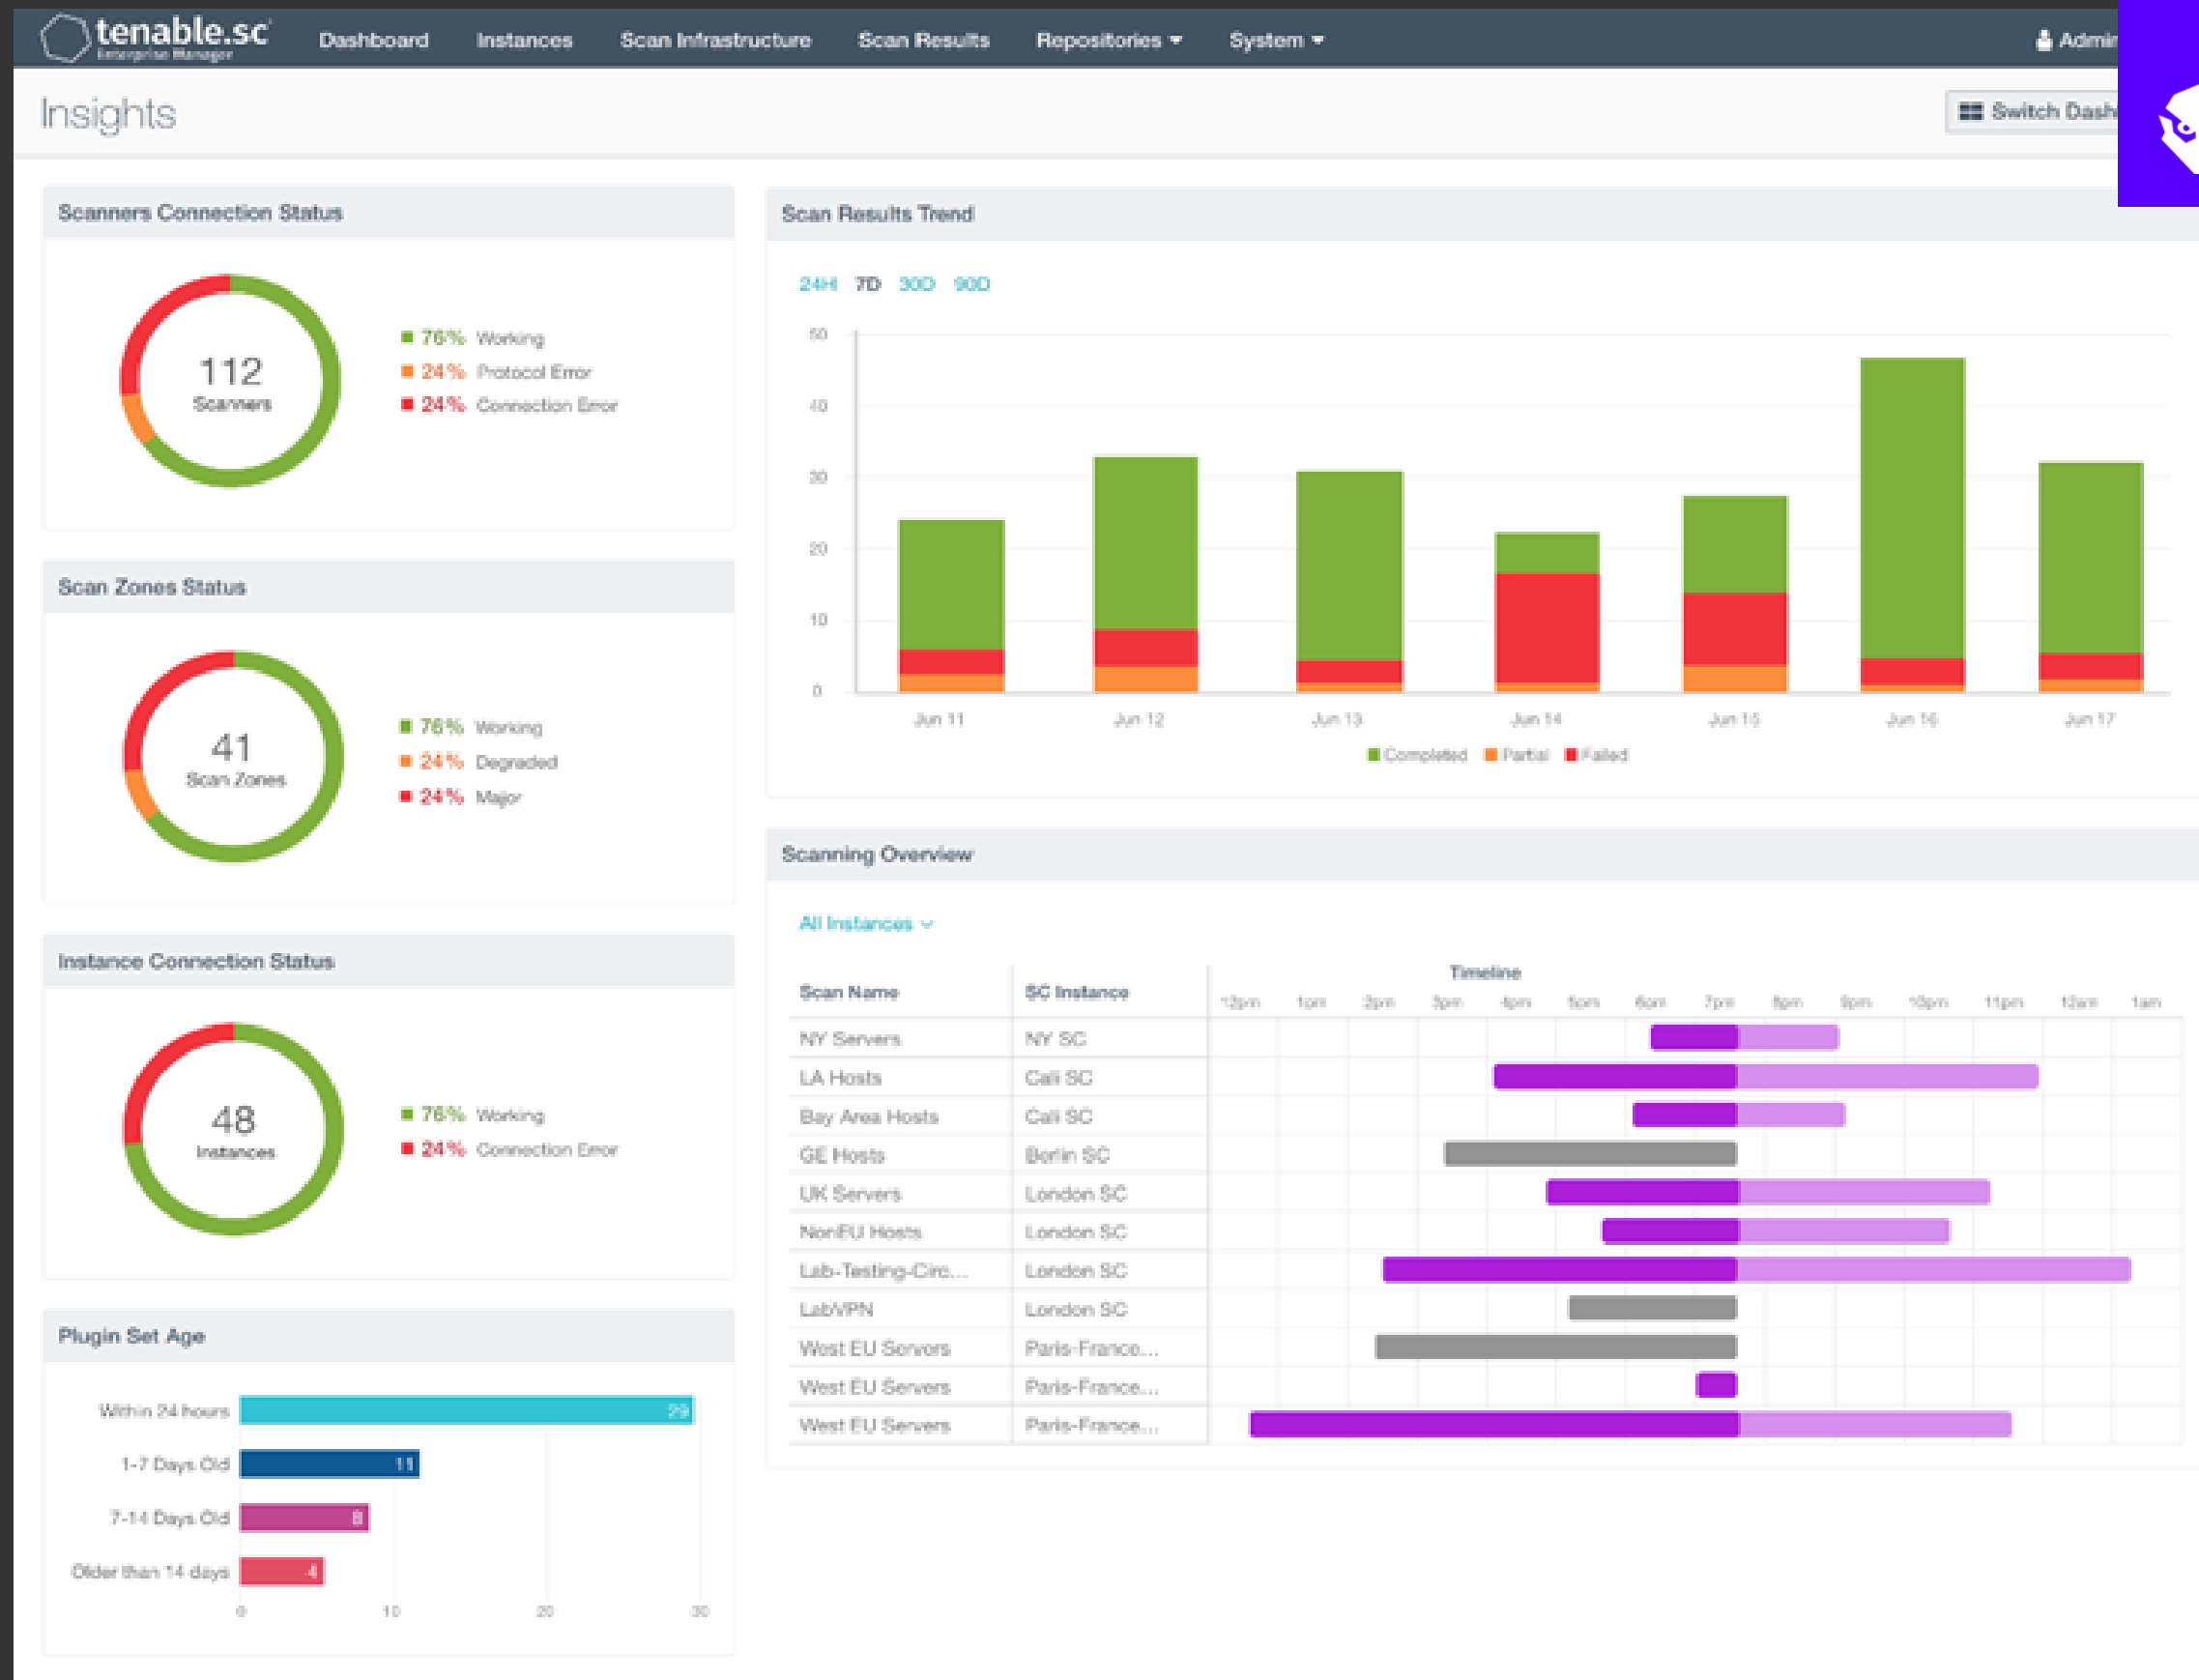 tenable.sc
Enterprise Manager
Dashboard Instances Scan Infrastructure Scan Results Repositories System
Admin
Insights
Switch Dash
Scanners Connection Status
112
Scanners
76% Working
24% Protocol Error
24% Connection Error
Scan Zones Status
41
Scan Zones
76% Working
24% Degraded
24% Major
Instance Connection Status
48
Instances
76% Working
24% Connection Error
Plugin Set Age
Within 24 hours 29
1-7 Days Old 11
7-14 Days Old 8
Older than 14 days 4
0 10 20 30
Scan Results Trend
24H 7D 30D 90D
50
40
30
20
10
0
Jun 11 Jun 12 Jun 13 Jun 14 Jun 15 Jun 16 Jun 17
Completed Partial Failed
Scanning Overview
All Instances
Timeline
Scan Name SC Instance 12pm 1pm 2pm 3pm 4pm 5pm 6pm 7pm 8pm 9pm 10pm 11pm 12am 1am
NY Servers NY SC
LA Hosts Cali SC
Bay Area Hosts Cali SC
GE Hosts Berlin SC
UK Servers London SC
NonEU Hosts London SC
Lab-Testing-Circ... London SC
LabVPN London SC
West EU Servers Paris-France...
West EU Servers Paris-France...
West EU Servers Paris-France...